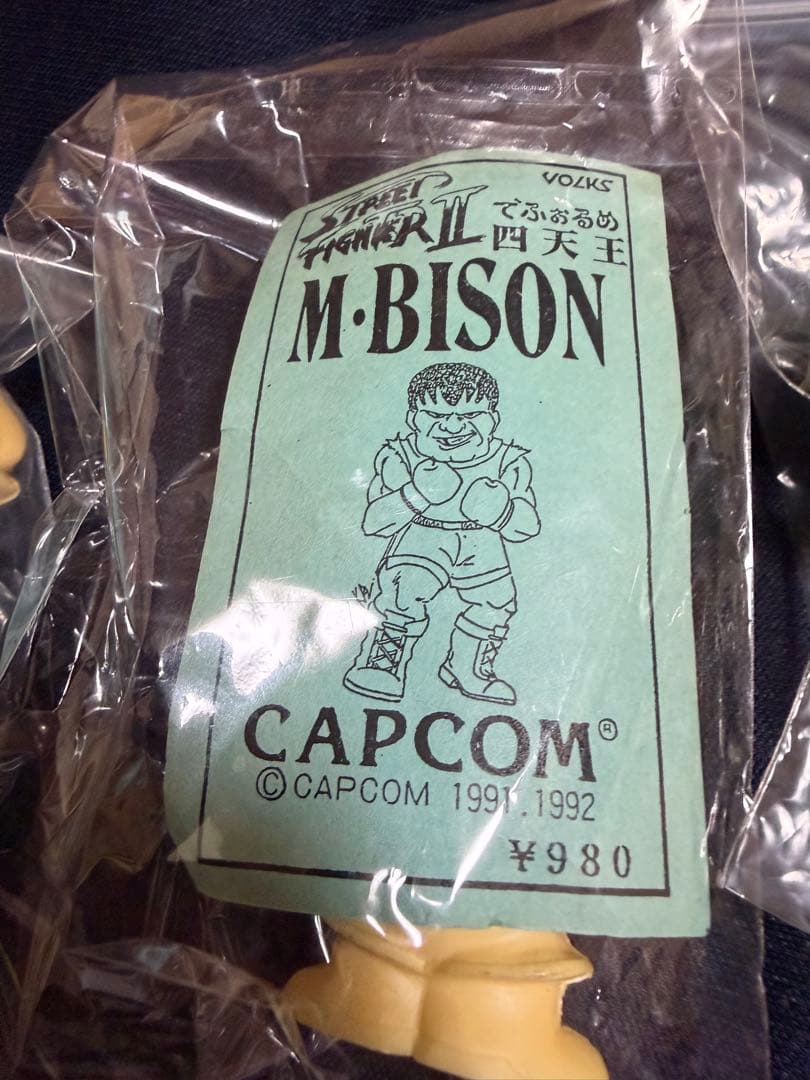 VOLKS
STREET
FIGHTER II
でふぉるめ
四天王
M・BISON
CAPCOM®
©CAPCOM 1991.1992
¥980